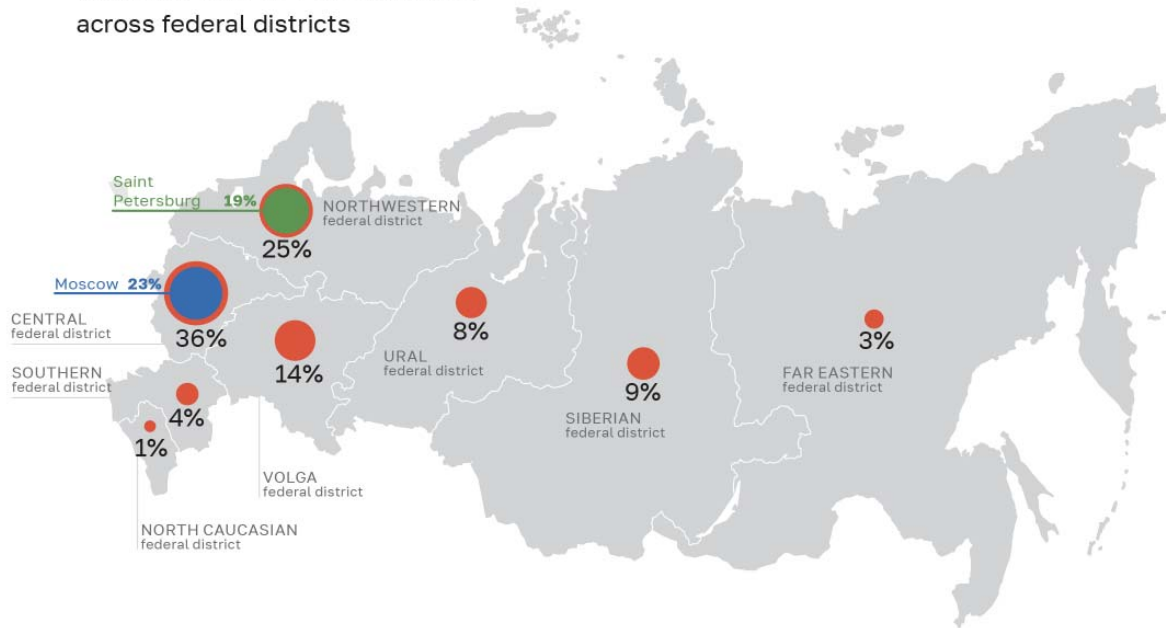 across federal districts
Saint
Petersburg 19%
NORTHWESTERN
federal district
25%
Moscow 23%
CENTRAL
federal district
36%
SOUTHERN
federal district
14%
URAL
federal district
8%
4%
1%
9%
SIBERIAN
federal district
3%
FAR EASTERN
federal district
VOLGA
federal district
NORTH CAUCASIAN
federal district